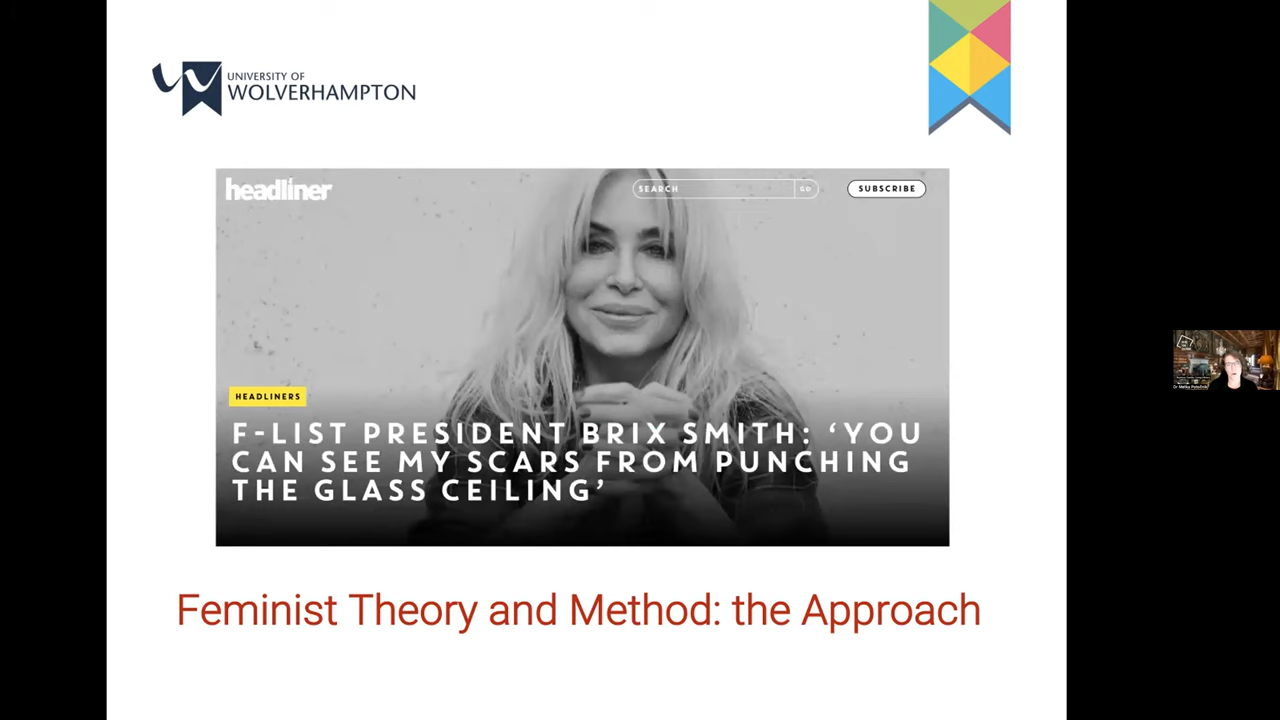 UNIVERSITY OF
WOLVERHAMPTON
headliner
SEARCH
GO
SUBSCRIBE
HEADLINERS
F-LIST PRESIDENT BRIX SMITH: ‘YOU
CAN SEE MY SCARS FROM PUNCHING
THE GLASS CEILING’
Feminist Theory and Method: the Approach